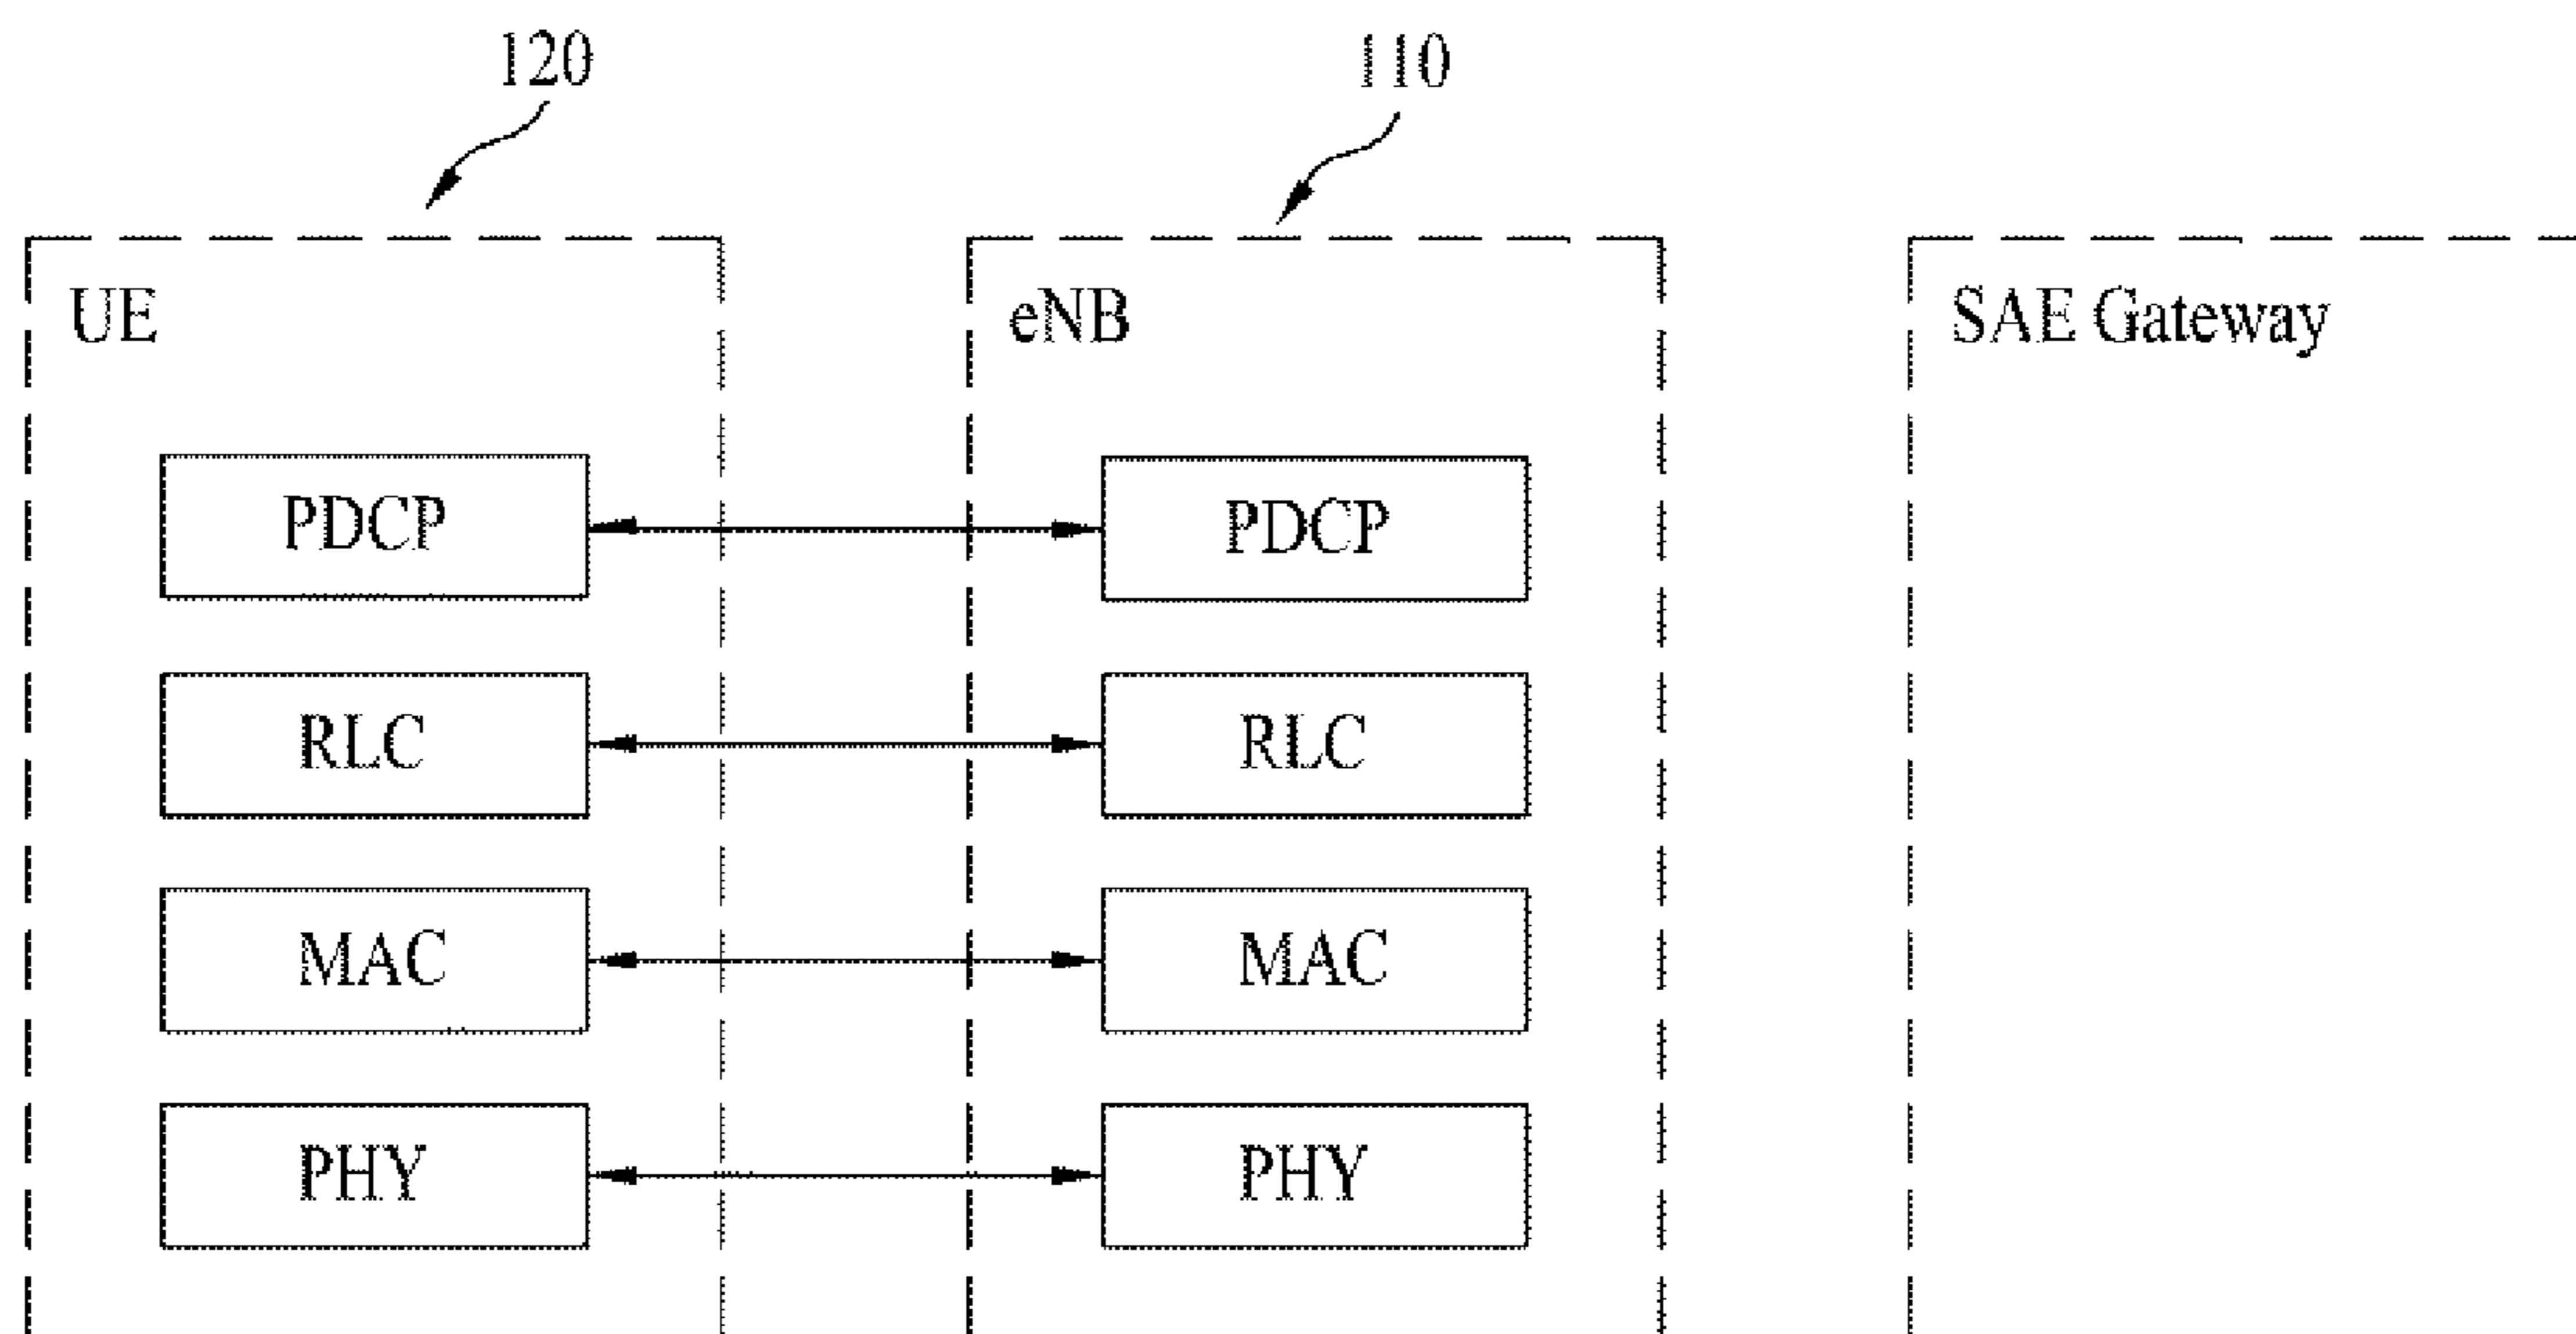 120 110
UE eNB SAE Gateway
PDCP PDCP
RLC RLC
MAC MAC
PHY PHY